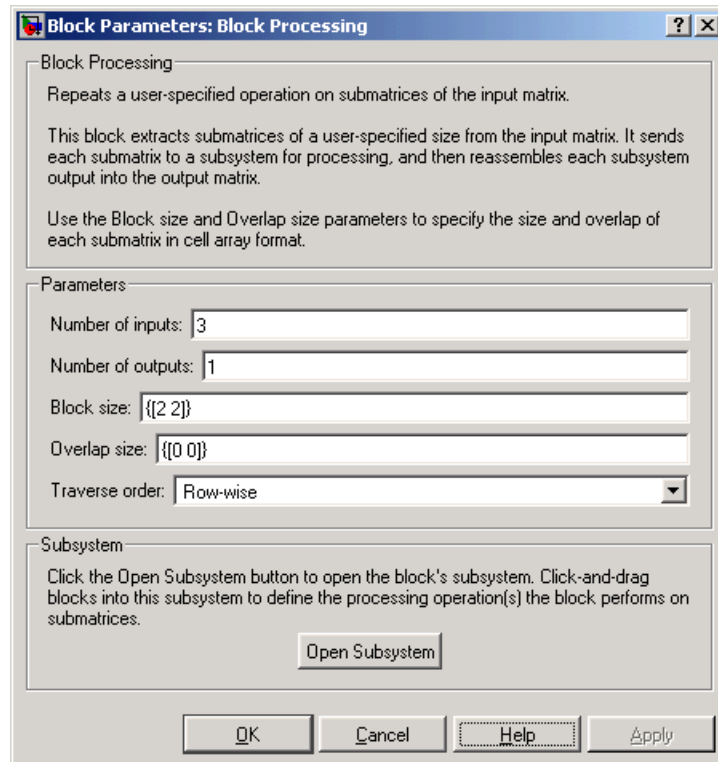 Block Parameters: Block Processing
Block Processing
Repeats a user-specified operation on submatrices of the input matrix.
This block extracts submatrices of a user-specified size from the input matrix. It sends
each submatrix to a subsystem for processing, and then reassembles each subsystem
output into the output matrix.
Use the Block size and Overlap size parameters to specify the size and overlap of
each submatrix in cell array format.
Parameters
Number of inputs: 3
Number of outputs: 1
Block size: {[2 2]}
Overlap size: {[0 0]}
Traverse order: Row-wise
Subsystem
Click the Open Subsystem button to open the block's subsystem. Click-and-drag
blocks into this subsystem to define the processing operation(s) the block performs on
submatrices.
Open Subsystem
OK Cancel Help Apply